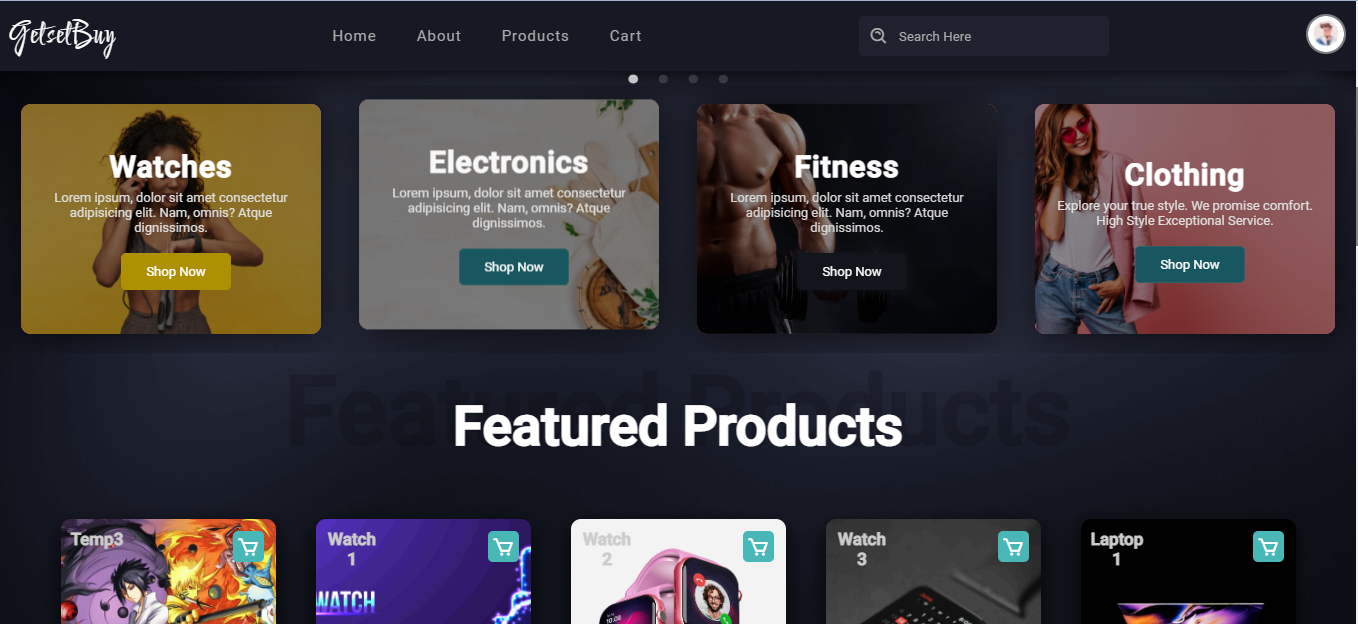 GetsetBuy
Home
About
Products
Cart
Search Here
Watches
Lorem ipsum, dolor sit amet consectetur
adipisicing elit. Nam, omnis? Atque
dignissimos.
Shop Now
Electronics
Lorem ipsum, dolor sit amet consectetur
adipisicing elit. Nam, omnis? Atque
dignissimos.
Shop Now
Fitness
Lorem ipsum, dolor sit amet consectetur
adipisicing elit. Nam, omnis? Atque
dignissimos.
Shop Now
Clothing
Explore your true style. We promise comfort.
High Style Exceptional Service.
Shop Now
Featured Products
Featured Products
Temp3
Watch
1
WATCH
Watch
2
10:08
Watch
3
Laptop
1